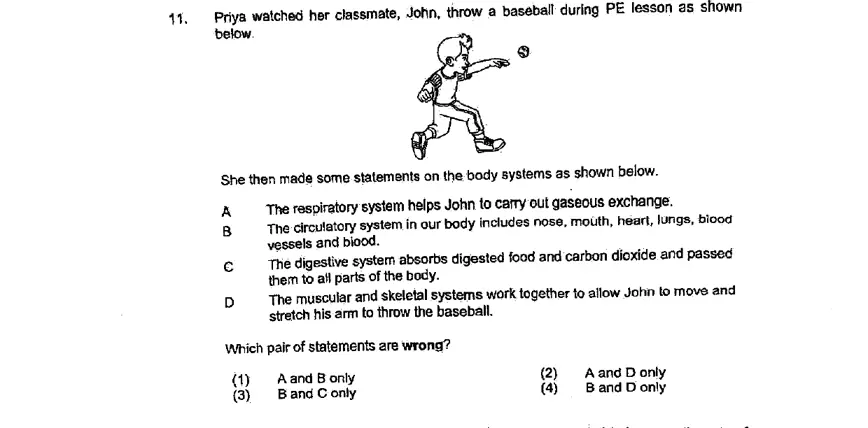 11. Priya watched her classmate, John, throw a baseball during PE lesson as shown
below.
She then made some statements on the body systems as shown below.
A The respiratory system helps John to carry out gaseous exchange.
B The circulatory system in our body includes nose, mouth, heart, lungs, blood
vessels and blood.
C The digestive system absorbs digested food and carbon dioxide and passed
them to all parts of the body.
D The muscular and skeletal systems work together to allow John to move and
stretch his arm to throw the baseball.
Which pair of statements are wrong?
(1) A and B only (2) A and D only
(3) B and C only (4) B and D only